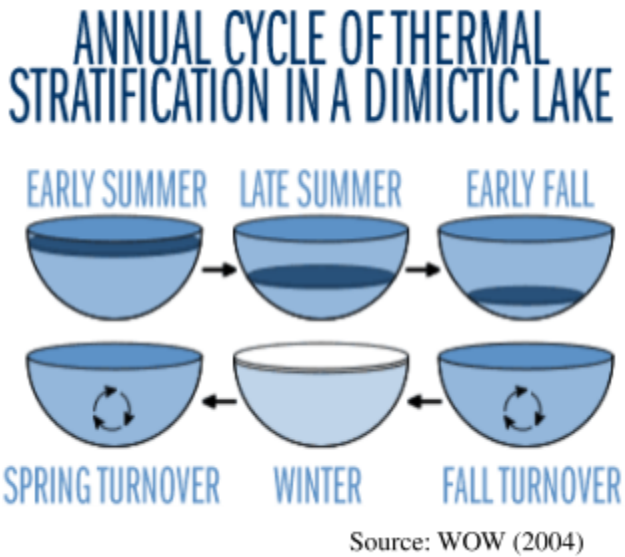 ANNUAL CYCLE OF THERMAL
STRATIFICATION IN A DIMICTIC LAKE
EARLY SUMMER
LATE SUMMER
EARLY FALL
SPRING TURNOVER
WINTER
FALL TURNOVER
Source: WOW (2004)